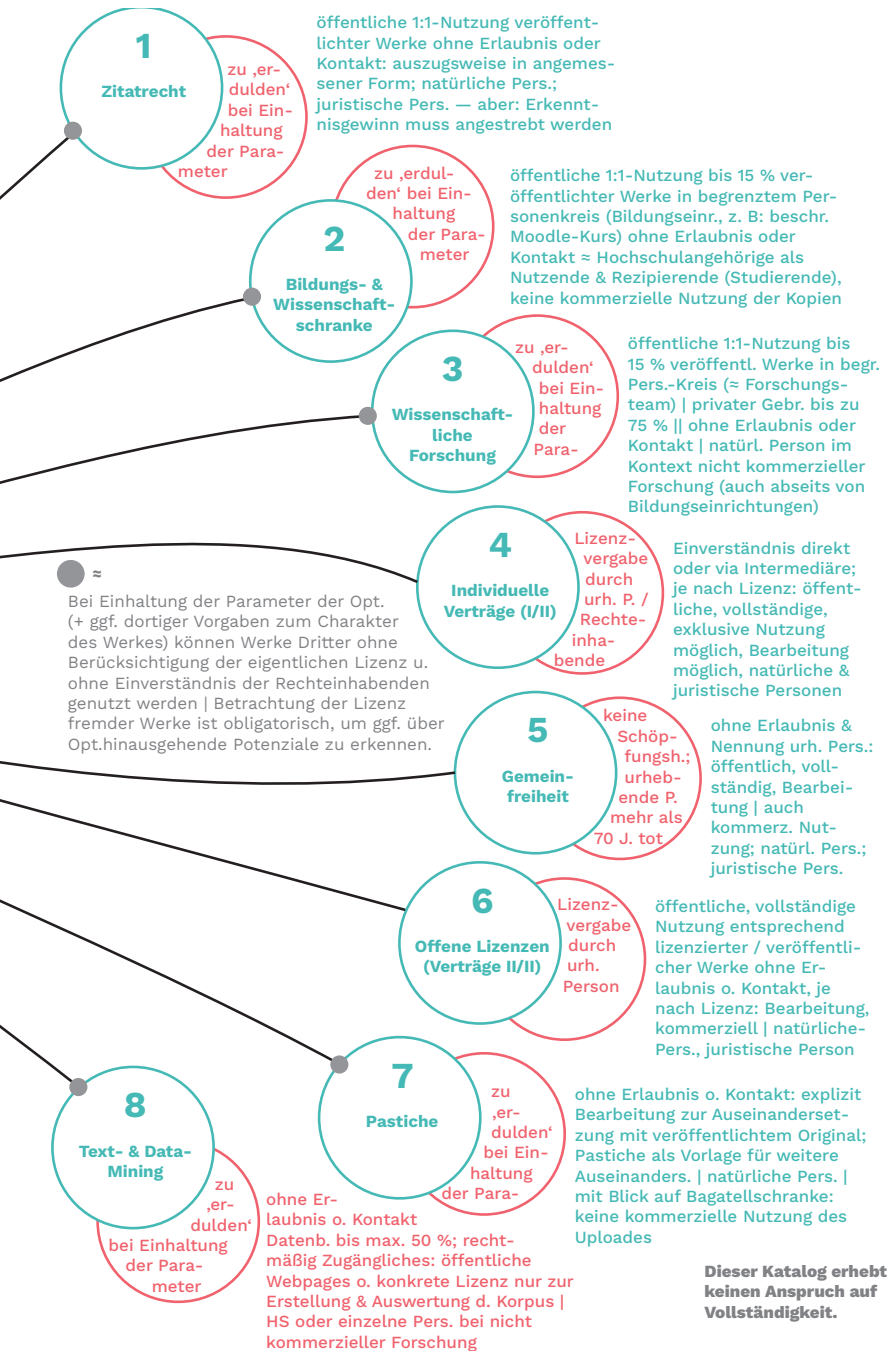 1
Zitatrecht
zu ‚er-
dulden‘
bei Ein-
haltung
der Para-
meter
öffentliche 1:1-Nutzung veröffent-
lichter Werke ohne Erlaubnis oder
Kontakt: auszugsweise in angemes-
sener Form; natürliche Pers.;
juristische Pers. — aber: Erkennt-
nisgewinn muss angestrebt werden
2
Bildungs- &
Wissenschaft-
schranke
zu ‚erdul-
den‘ bei Ein-
haltung
der Para-
meter
öffentliche 1:1-Nutzung bis 15 % ver-
öffentlichter Werke in begrenztem Per-
sonenkreis (Bildungseinr., z. B: beschr.
Moodle-Kurs) ohne Erlaubnis oder
Kontakt ≈ Hochschulangehörige als
Nutzende & Rezipierende (Studierende),
keine kommerzielle Nutzung der Kopien
3
Wissenschaft-
liche
Forschung
zu ‚er-
dulden‘
bei Ein-
haltung
der
Para-
öffentliche 1:1-Nutzung bis
15 % veröffentl. Werke in begr.
Pers.-Kreis (≈ Forschungs-
team) | privater Gebr. bis zu
75 % || ohne Erlaubnis oder
Kontakt | natürl. Person im
Kontext nicht kommerzieller
Forschung (auch abseits von
Bildungseinrichtungen)
4
Individuelle
Verträge (I/II)
Lizenz-
vergabe
durch
urh. P. /
Rechte-
inha-
bende
Einverständnis direkt
oder via Intermediäre;
je nach Lizenz: öffent-
liche, vollständige,
exklusive Nutzung
möglich, Bearbeitung
möglich, natürliche &
juristische Personen
≈
Bei Einhaltung der Parameter der Opt.
(+ ggf. dortiger Vorgaben zum Charakter
des Werkes) können Werke Dritter ohne
Berücksichtigung der eigentlichen Lizenz u.
ohne Einverständnis der Rechteinhabenden
genutzt werden | Betrachtung der Lizenz
fremder Werke ist obligatorisch, um ggf. über
Opt.hinausgehende Potenziale zu erkennen.
5
Gemein-
freiheit
keine
Schöp-
fungsh.;
urheb-
ende P.
mehr als
70 J. tot
ohne Erlaubnis &
Nennung urh. Pers.:
öffentlich, voll-
ständig, Bearbei-
tung | auch
kommerz. Nut-
zung; natürl. Pers.;
juristische Pers.
6
Offene Lizenzen
(Verträge II/II)
Lizenz-
vergabe
durch
urh.
Person
öffentliche, vollständige
Nutzung entsprechend
lizenzierter / veröffentli-
cher Werke ohne Er-
laubnis o. Kontakt, je
nach Lizenz: Bearbeitung,
kommerziell | natürliche-
Pers., juristische Person
7
Pastiche
zu
‚er-
dulden‘
bei Ein-
haltung
der Para-
ohne Erlaubnis o. Kontakt: explizit
Bearbeitung zur Auseinanderset-
zung mit veröffentlichtem Original;
Pastiche als Vorlage für weitere
Auseinanders. | natürliche Pers. |
mit Blick auf Bagatellschranke:
keine kommerzielle Nutzung des
Uploades
8
Text- & Data-
Mining
zu
‚er-
dulden‘
bei Einhaltung
der Para-
meter
ohne Er-
laubnis o. Kontakt
Datenb. bis max. 50 %; recht-
mäßig Zugängliches: öffentliche
Webpages o. konkrete Lizenz nur zur
Erstellung & Auswertung d. Korpus |
HS oder einzelne Pers. bei nicht
kommerzieller Forschung
Dieser Katalog erhebt
keinen Anspruch auf
Vollständigkeit.